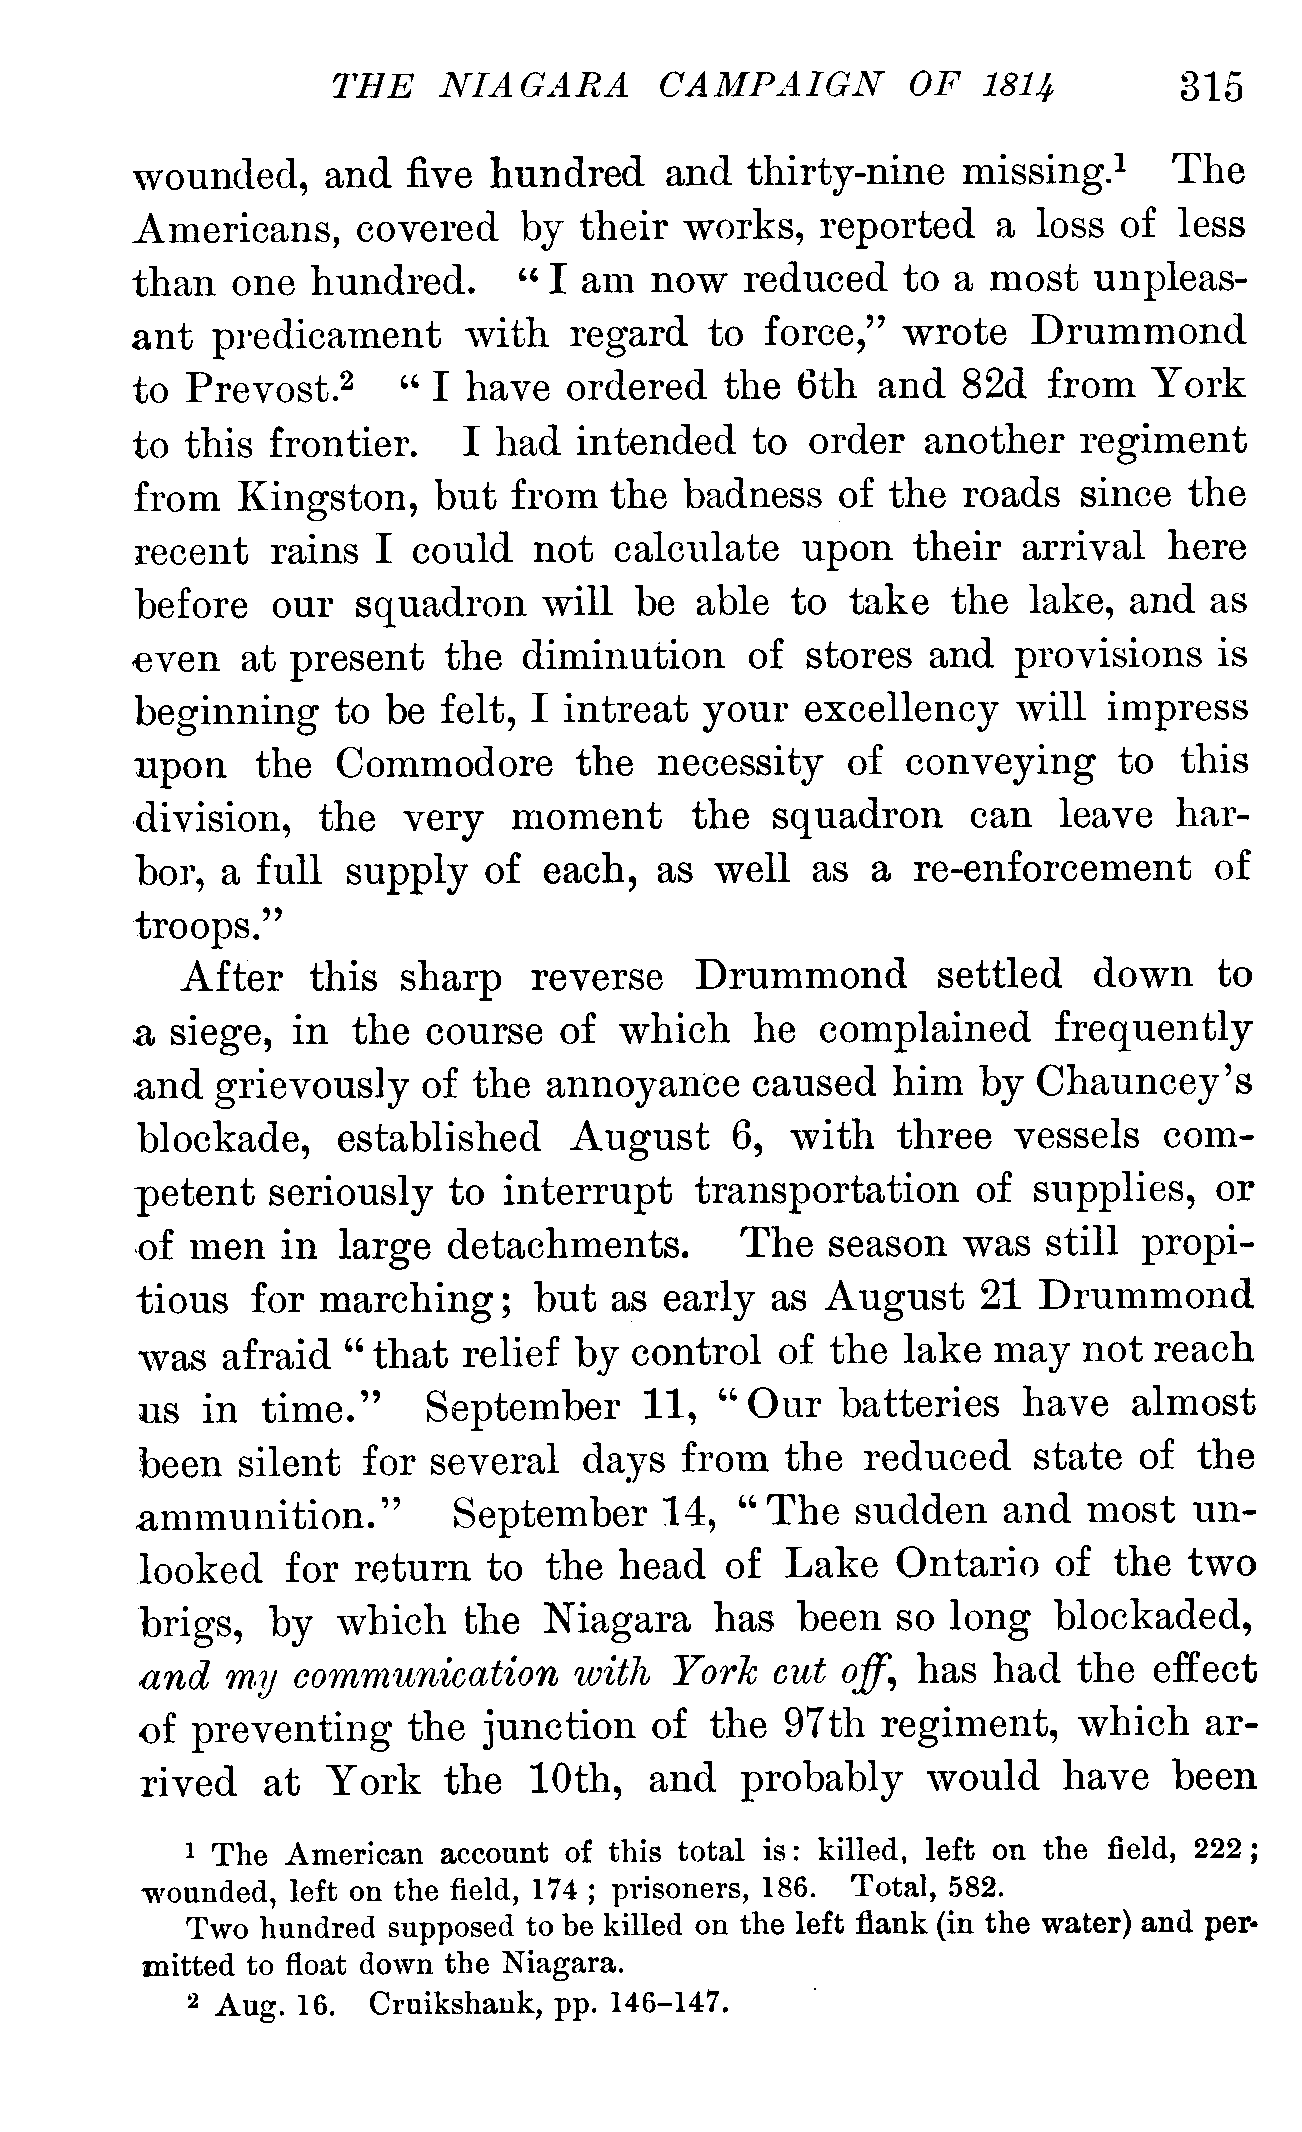 THE NIAGARA CAMPAIGN OF 1814 315
wounded, and five hundred and thirty-nine missing.¹ The
Americans, covered by their works, reported a loss of less
than one hundred. “I am now reduced to a most unpleas-
ant predicament with regard to force,” wrote Drummond
to Prevost.² “I have ordered the 6th and 82d from York
to this frontier. I had intended to order another regiment
from Kingston, but from the badness of the roads since the
recent rains I could not calculate upon their arrival here
before our squadron will be able to take the lake, and as
even at present the diminution of stores and provisions is
beginning to be felt, I intreat your excellency will impress
upon the Commodore the necessity of conveying to this
division, the very moment the squadron can leave har-
bor, a full supply of each, as well as a re-enforcement of
troops.”
After this sharp reverse Drummond settled down to
a siege, in the course of which he complained frequently
and grievously of the annoyance caused him by Chauncey’s
blockade, established August 6, with three vessels com-
petent seriously to interrupt transportation of supplies, or
of men in large detachments. The season was still propi-
tious for marching; but as early as August 21 Drummond
was afraid “that relief by control of the lake may not reach
us in time.” September 11, “Our batteries have almost
been silent for several days from the reduced state of the
ammunition.” September 14, “The sudden and most un-
looked for return to the head of Lake Ontario of the two
brigs, by which the Niagara has been so long blockaded,
and my communication with York cut off, has had the effect
of preventing the junction of the 97th regiment, which ar-
rived at York the 10th, and probably would have been
¹ The American account of this total is: killed, left on the field, 222;
wounded, left on the field, 174; prisoners, 186. Total, 582.
Two hundred supposed to be killed on the left flank (in the water) and per-
mitted to float down the Niagara.
² Aug. 16. Cruikshank, pp. 146–147.